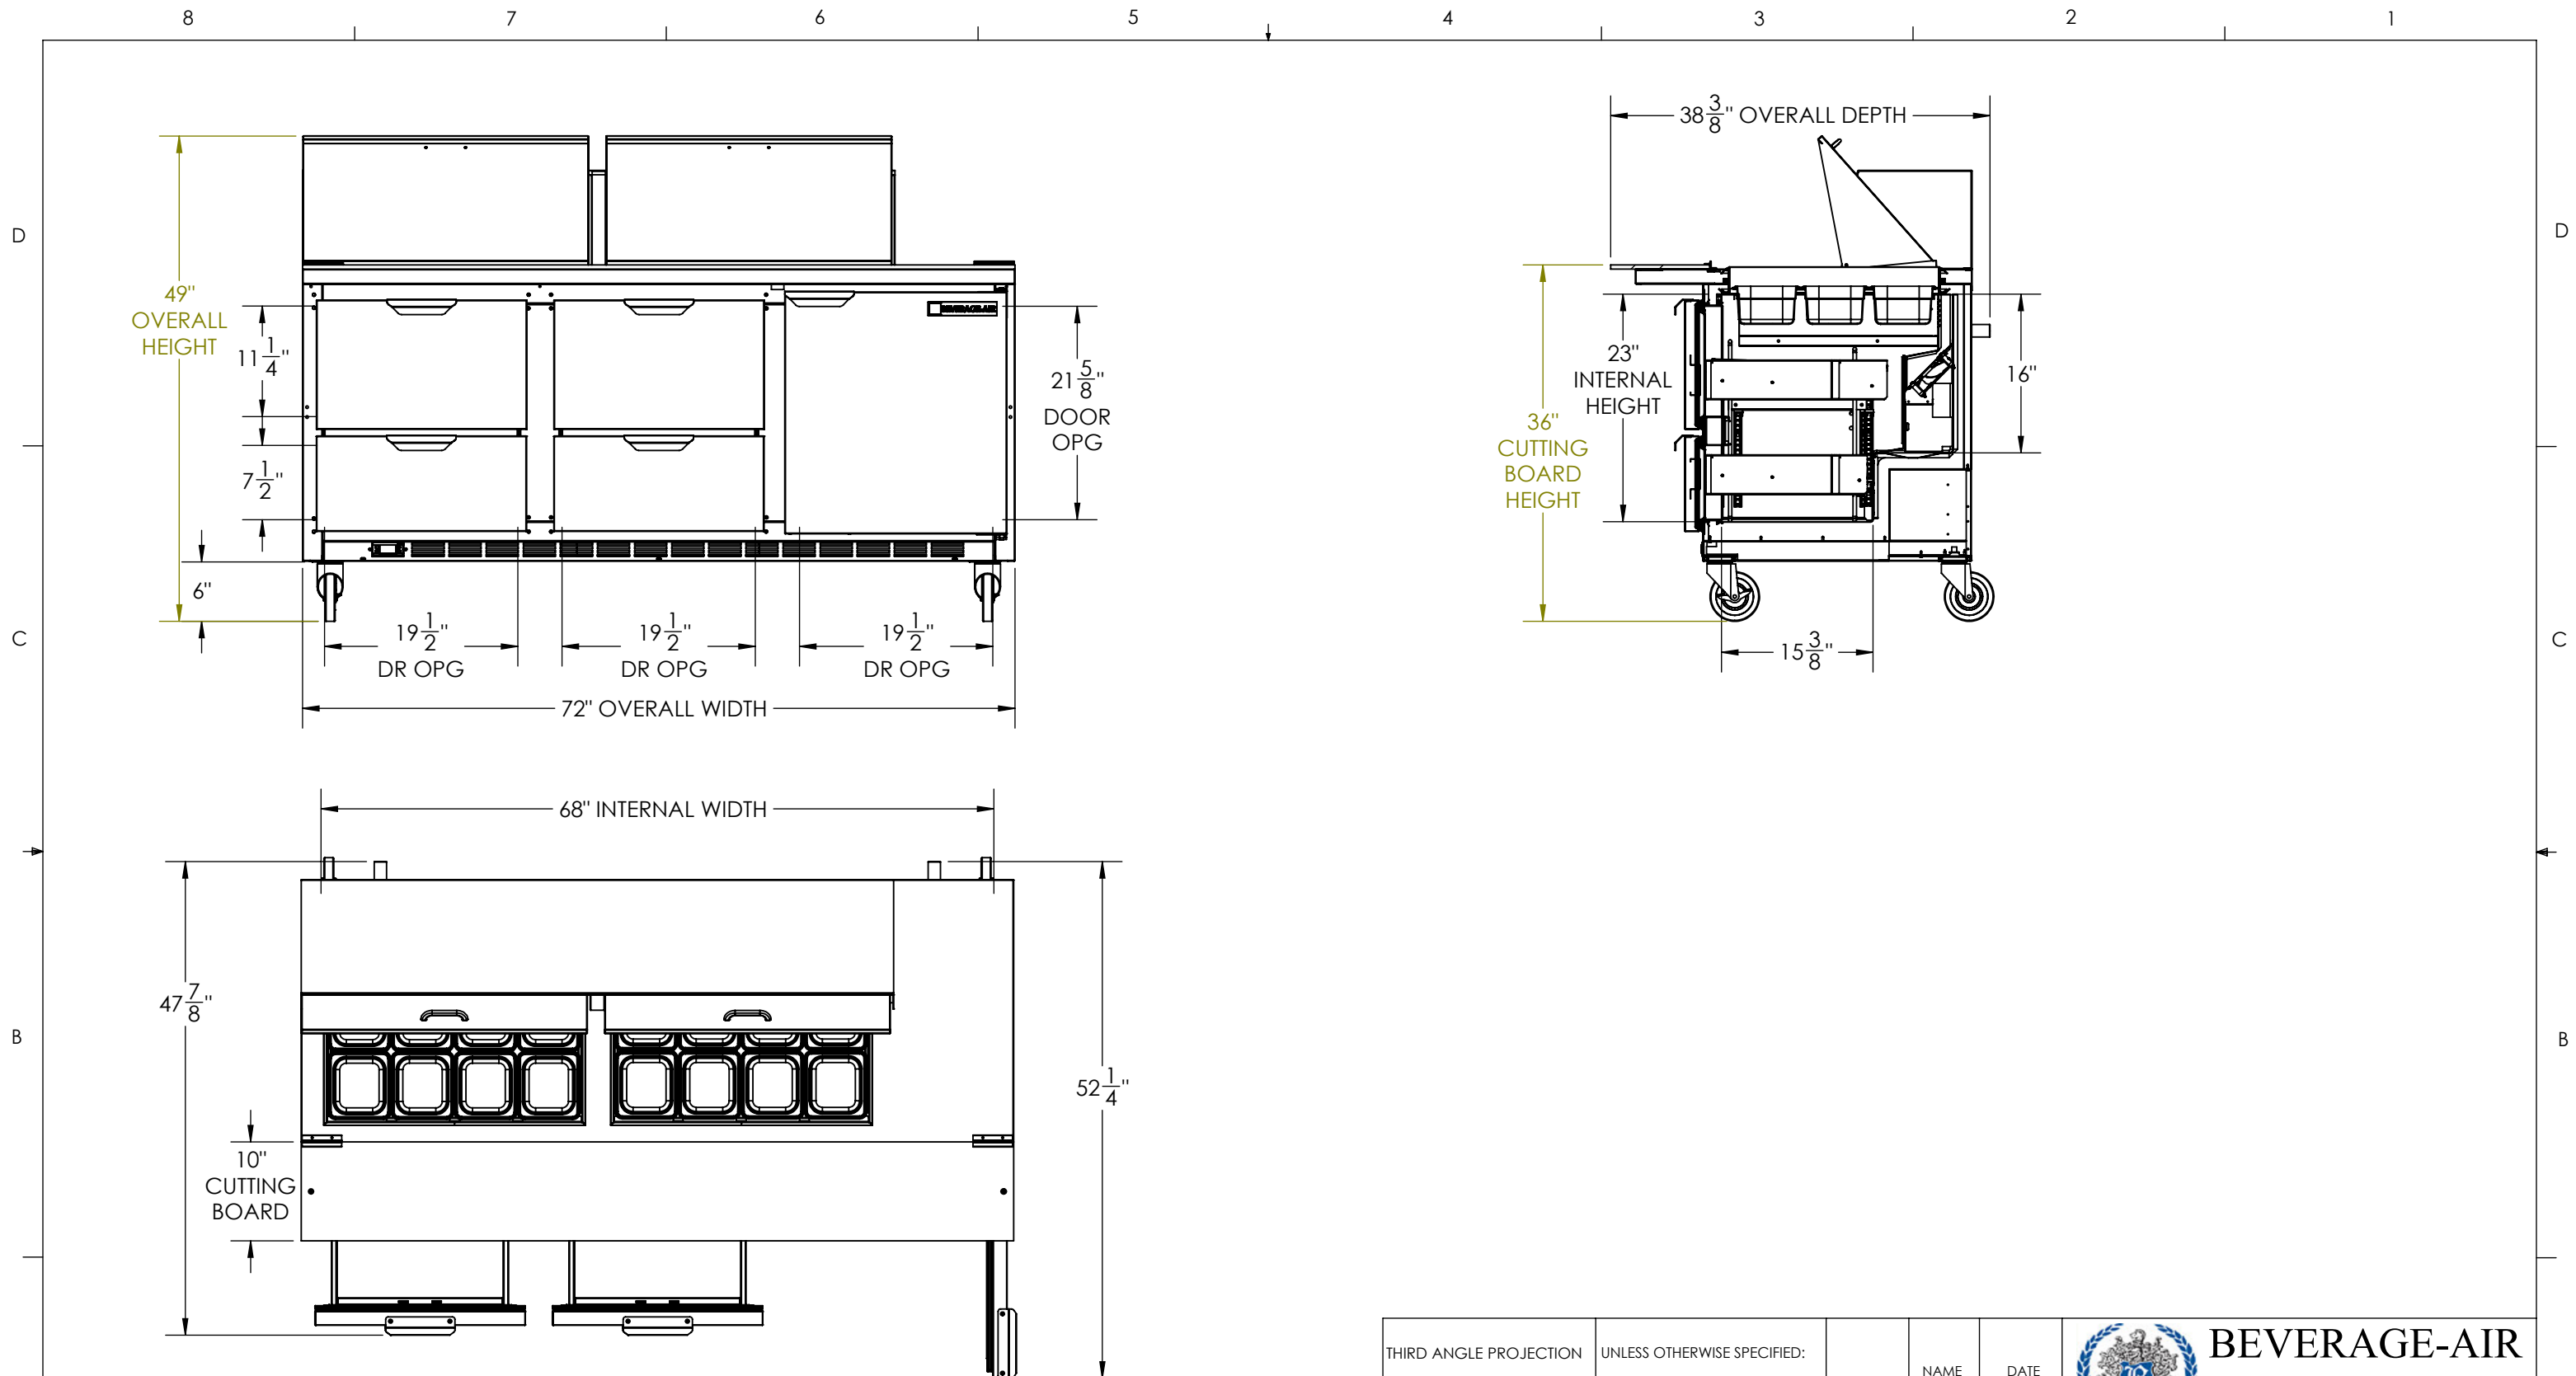 8 7 6 5 4 3 2 1
D
D
49"
OVERALL
HEIGHT
11 1/4"
7 1/2"
6"
BEVERAGE-AIR
21 5/8"
DOOR
OPG
19 1/2"
DR OPG
19 1/2"
DR OPG
19 1/2"
DR OPG
72" OVERALL WIDTH
38 3/8" OVERALL DEPTH
23"
INTERNAL
HEIGHT
16"
36"
CUTTING
BOARD
HEIGHT
15 3/8"
C
C
68" INTERNAL WIDTH
47 7/8"
52 1/4"
10"
CUTTING
BOARD
B
B
THIRD ANGLE PROJECTION
UNLESS OTHERWISE SPECIFIED:
NAME
DATE
BEVERAGE-AIR